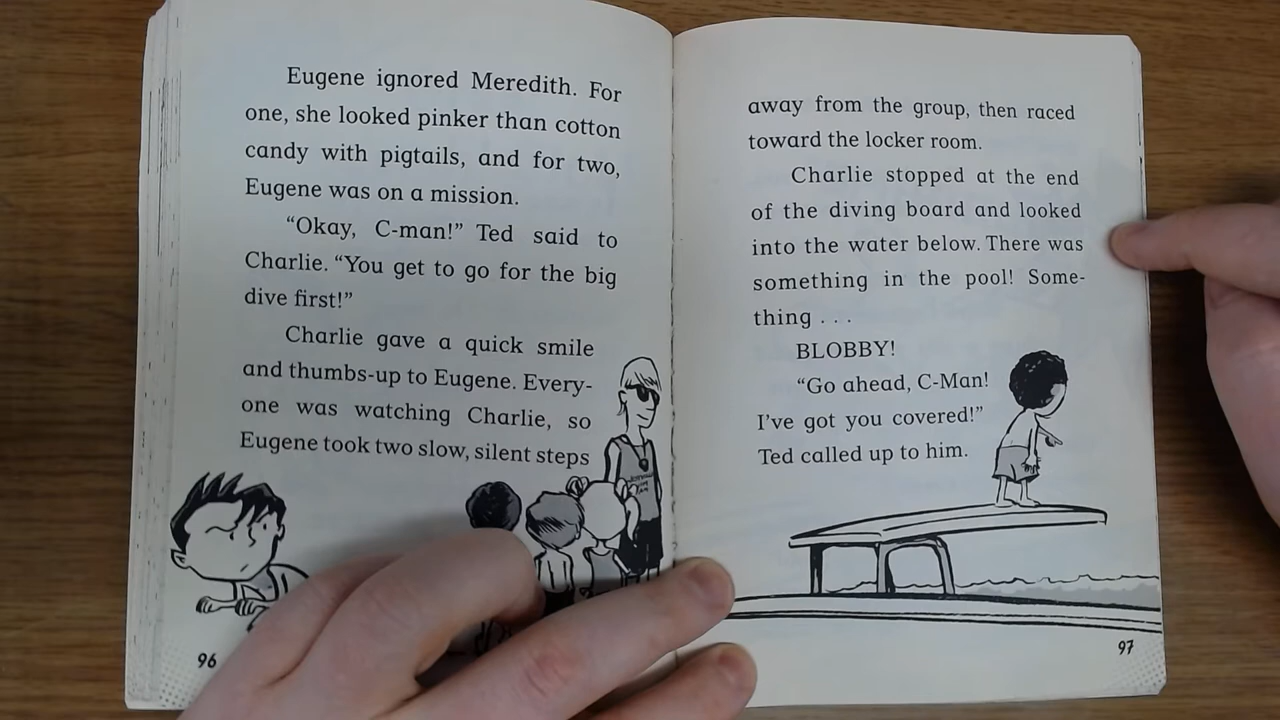 Eugene ignored Meredith. For
one, she looked pinker than cotton
candy with pigtails, and for two,
Eugene was on a mission.
“Okay, C-man!” Ted said to
Charlie. “You get to go for the big
dive first!”
Charlie gave a quick smile
and thumbs-up to Eugene. Every-
one was watching Charlie, so
Eugene took two slow, silent steps
96
away from the group, then raced
toward the locker room.
Charlie stopped at the end
of the diving board and looked
into the water below. There was
something in the pool! Some-
thing . . .
BLOBBY!
“Go ahead, C-Man!
I’ve got you covered!”
Ted called up to him.
97